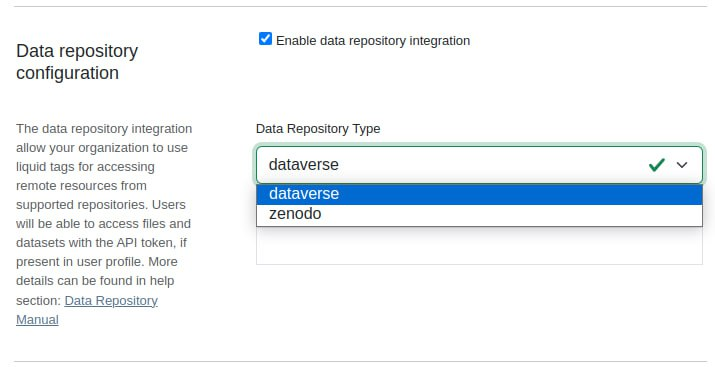 Data repository
configuration
Enable data repository integration
The data repository integration
allow your organization to use
liquid tags for accessing
remote resources from
supported repositories. Users
will be able to access files and
datasets with the API token, if
present in user profile. More
details can be found in help
section: Data Repository
Manual
Data Repository Type
dataverse
dataverse
zenodo